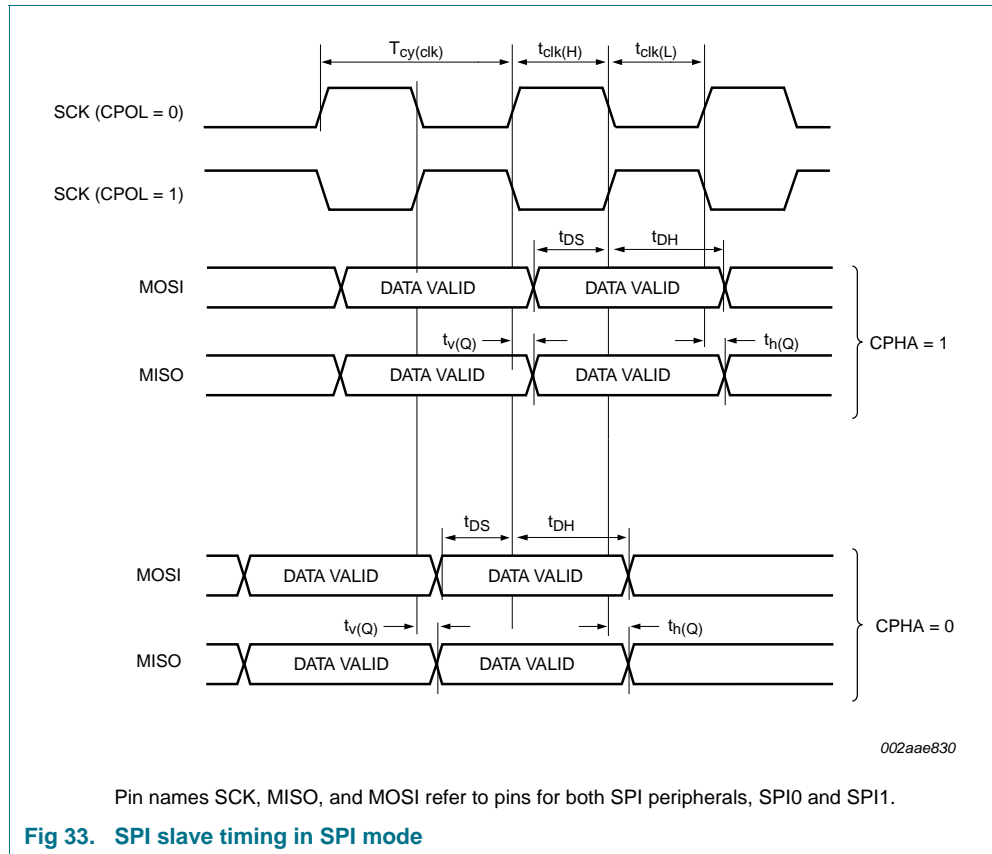 Tcy(clk) tclk(H) tclk(L)
SCK (CPOL = 0)
SCK (CPOL = 1)
tDS tDH
MOSI DATA VALID DATA VALID
tv(Q) th(Q)
CPHA = 1
MISO DATA VALID DATA VALID
tDS tDH
MOSI DATA VALID DATA VALID
tv(Q) th(Q)
CPHA = 0
MISO DATA VALID DATA VALID
002aae830
Pin names SCK, MISO, and MOSI refer to pins for both SPI peripherals, SPI0 and SPI1.
Fig 33. SPI slave timing in SPI mode